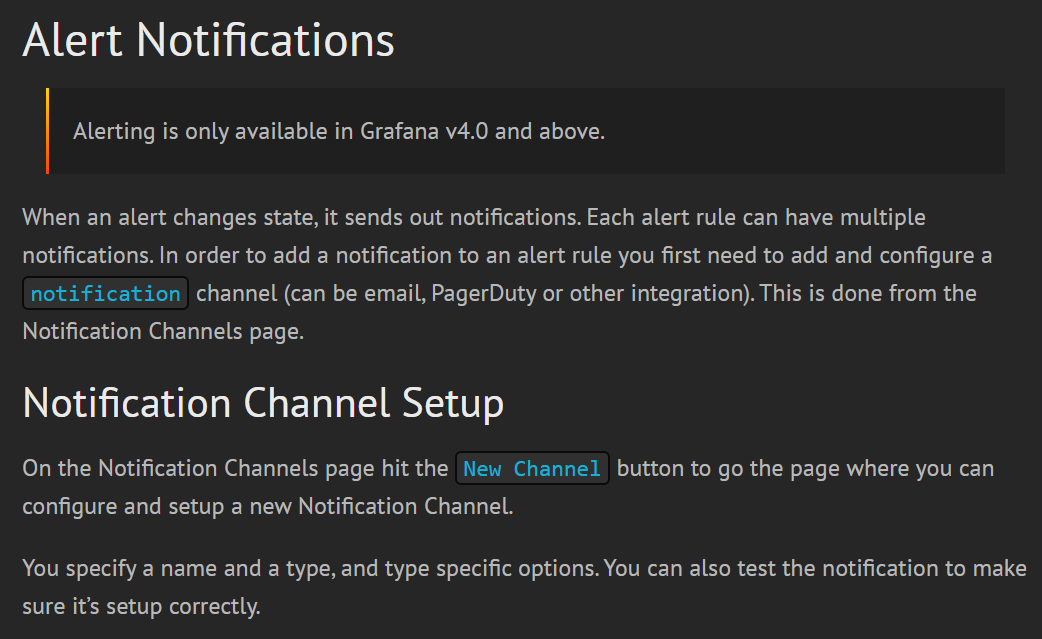 Alert Notifications
Alerting is only available in Grafana v4.0 and above.
When an alert changes state, it sends out notifications. Each alert rule can have multiple
notifications. In order to add a notification to an alert rule you first need to add and configure a
notification channel (can be email, PagerDuty or other integration). This is done from the
Notification Channels page.
Notification Channel Setup
On the Notification Channels page hit the New Channel button to go the page where you can
configure and setup a new Notification Channel.
You specify a name and a type, and type specific options. You can also test the notification to make
sure it’s setup correctly.